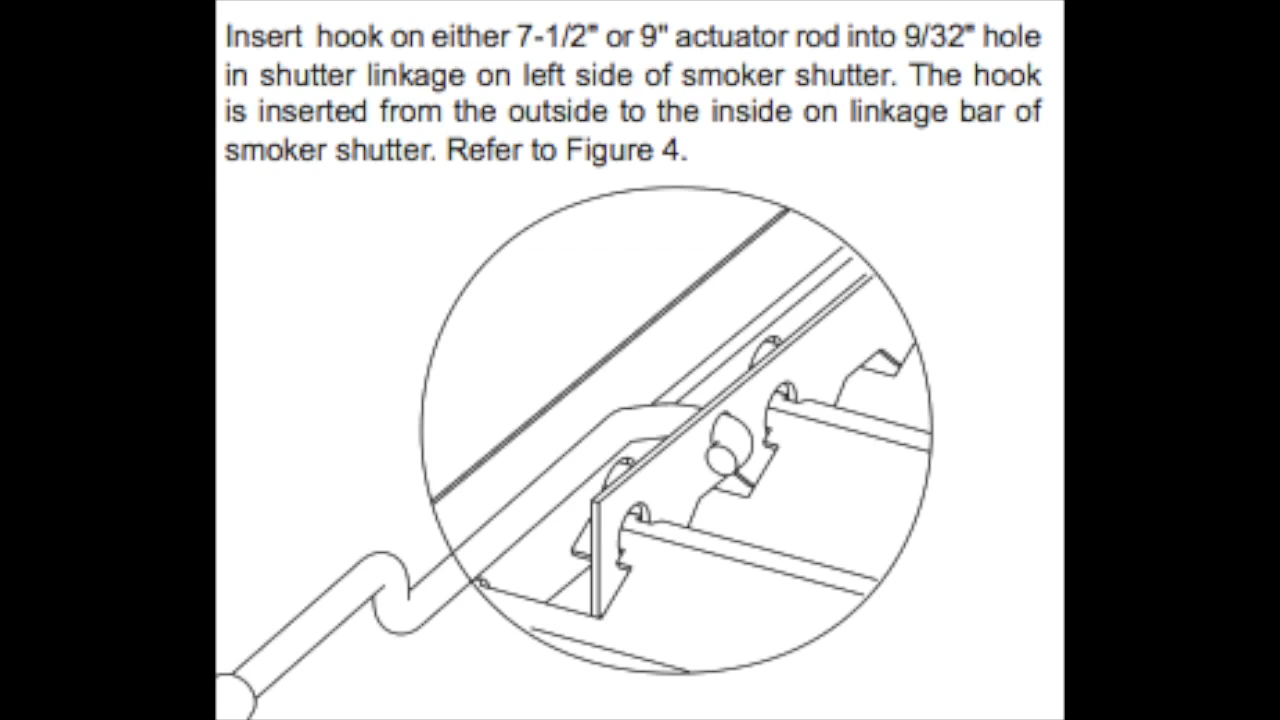 Insert hook on either 7-1/2" or 9" actuator rod into 9/32" hole
in shutter linkage on left side of smoker shutter. The hook
is inserted from the outside to the inside on linkage bar of
smoker shutter. Refer to Figure 4.